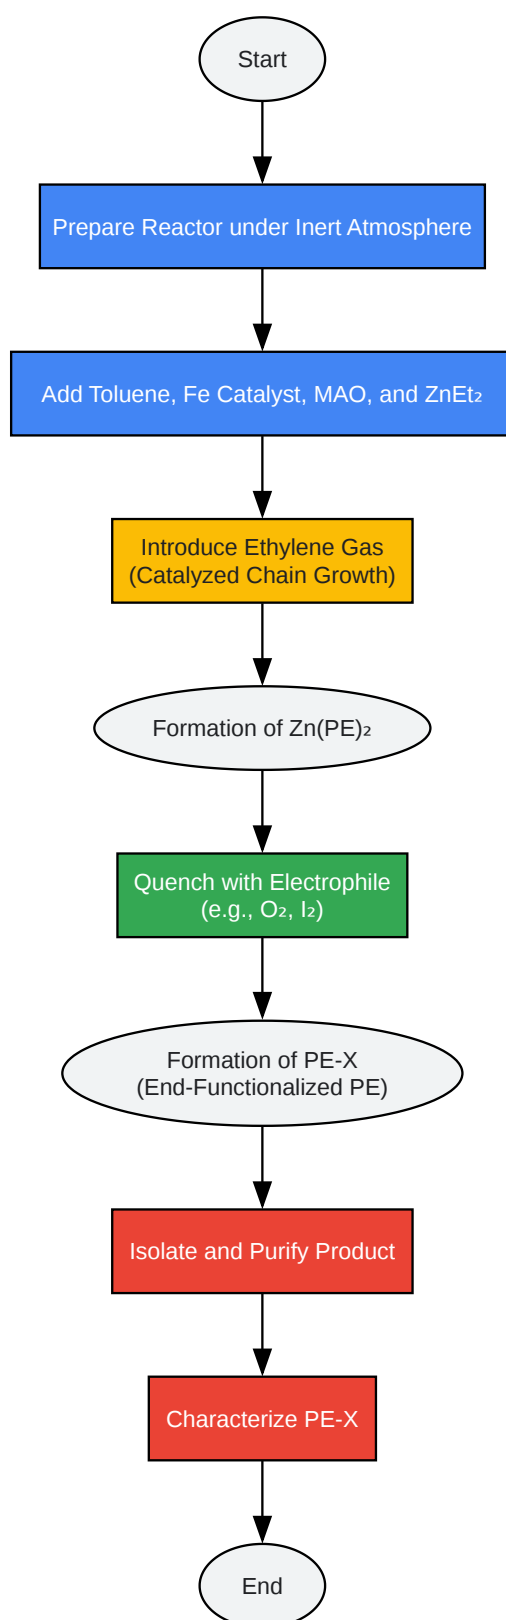 Start
Prepare Reactor under Inert Atmosphere
Add Toluene, Fe Catalyst, MAO, and ZnEt₂
Introduce Ethylene Gas
(Catalyzed Chain Growth)
Formation of Zn(PE)₂
Quench with Electrophile
(e.g., O₂, I₂)
Formation of PE-X
(End-Functionalized PE)
Isolate and Purify Product
Characterize PE-X
End